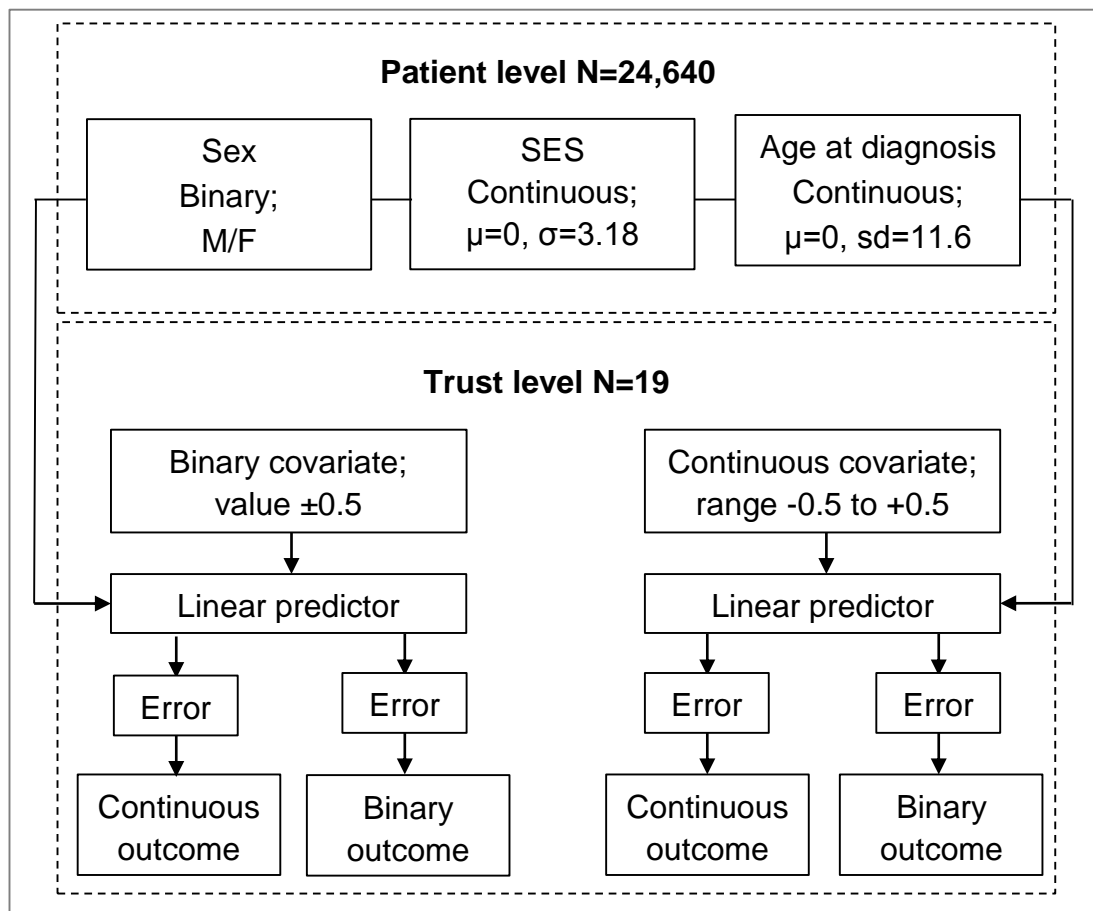 Patient level N=24,640
Sex
Binary;
M/F
SES
Continuous;
μ=0, σ=3.18
Age at diagnosis
Continuous;
μ=0, sd=11.6
Trust level N=19
Binary covariate;
value ±0.5
Continuous covariate;
range -0.5 to +0.5
Linear predictor
Linear predictor
Error
Error
Error
Error
Continuous
outcome
Binary
outcome
Continuous
outcome
Binary
outcome